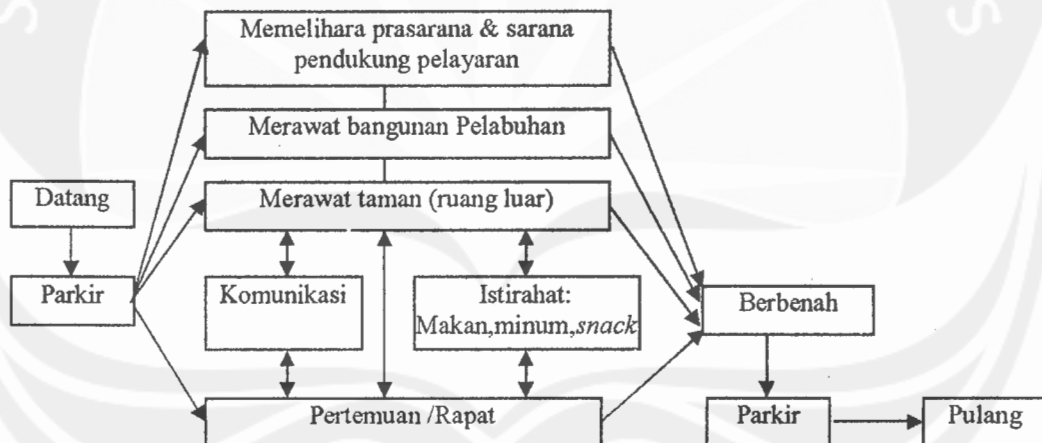 Memelihara prasarana & sarana
pendukung pelayaran
Merawat bangunan Pelabuhan
Merawat taman (ruang luar)
Datang
Parkir
Komunikasi
Istirahat:
Makan,minum,snack
Berbenah
Pertemuan /Rapat
Parkir
Pulang